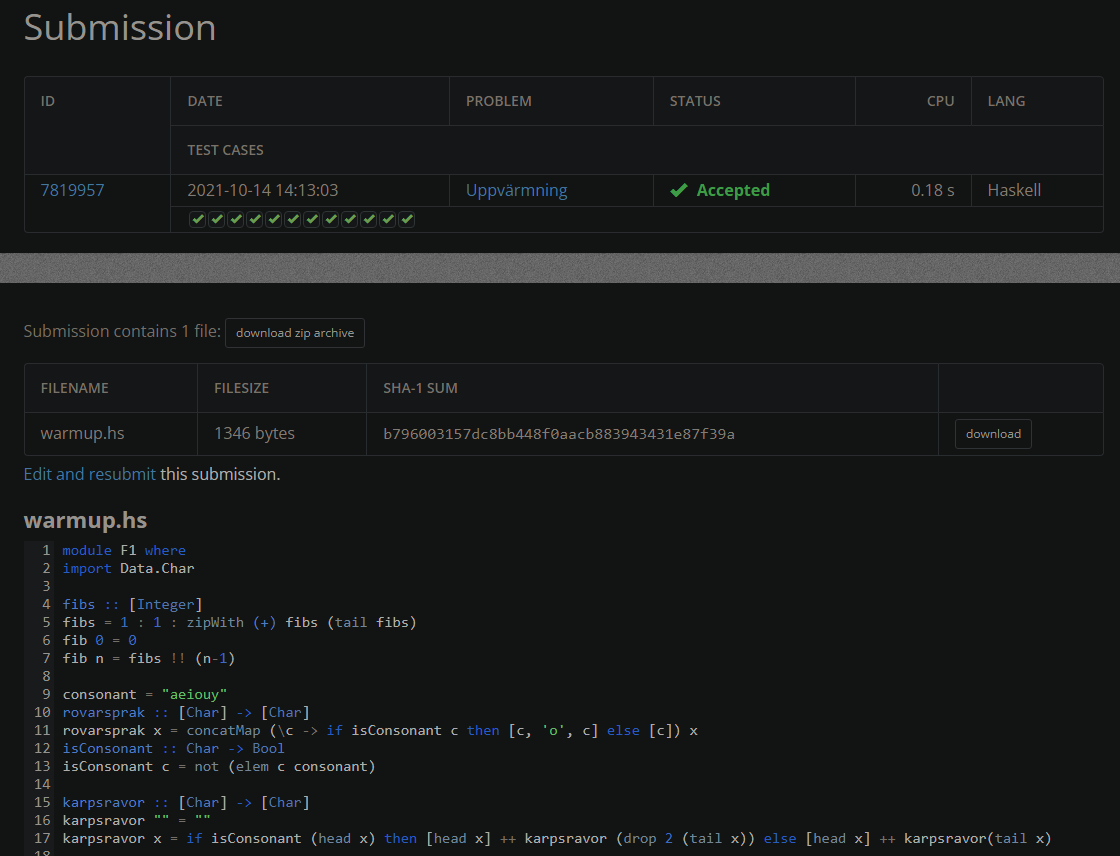 Submission
ID DATE PROBLEM STATUS CPU LANG
TEST CASES
7819957 2021-10-14 14:13:03 Uppvärmning Accepted 0.18 s Haskell
Submission contains 1 file: download zip archive
FILENAME FILESIZE SHA-1 SUM
warmup.hs 1346 bytes b796003157dc8bb448f0aacb883943431e87f39a download
Edit and resubmit this submission.
warmup.hs
1 module F1 where
2 import Data.Char
3
4 fibs :: [Integer]
5 fibs = 1 : 1 : zipWith (+) fibs (tail fibs)
6 fib 0 = 0
7 fib n = fibs !! (n-1)
8
9 consonant = "aeiouy"
10 rovarsprak :: [Char] -> [Char]
11 rovarsprak x = concatMap (\c -> if isConsonant c then [c, 'o', c] else [c]) x
12 isConsonant :: Char -> Bool
13 isConsonant c = not (elem c consonant)
14
15 karpsravor :: [Char] -> [Char]
16 karpsravor "" = ""
17 karpsravor x = if isConsonant (head x) then [head x] ++ karpsravor (drop 2 (tail x)) else [head x] ++ karpsravor(tail x)
18